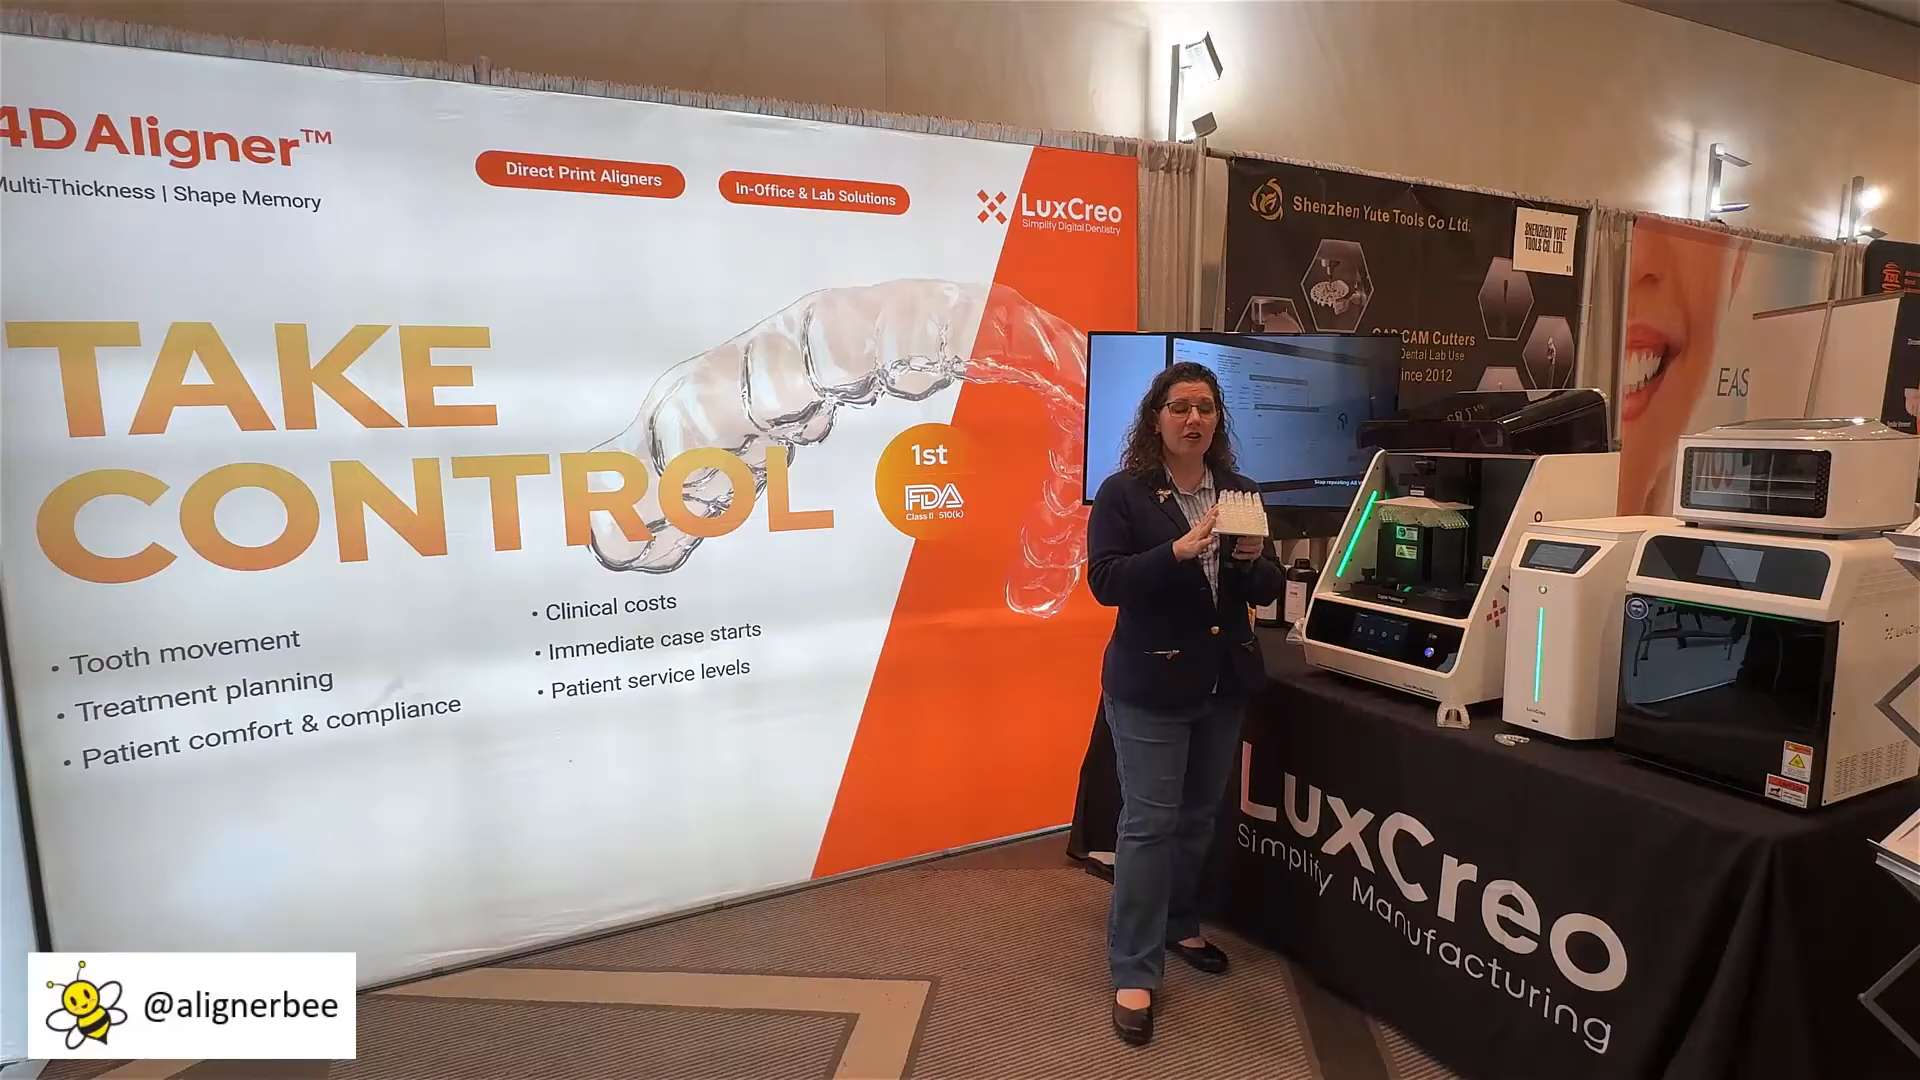 4D Aligner™
Multi-Thickness | Shape Memory
Direct Print Aligners
In-Office & Lab Solutions
LuxCreo
Simplify Digital Dentistry
TAKE
CONTROL
1st
FDA
Class II 510(k)
• Tooth movement
• Treatment planning
• Patient comfort & compliance
• Clinical costs
• Immediate case starts
• Patient service levels
Shenzhen Yute Tools Co Ltd.
SHENZHEN YUTE
TOOLS CO. LTD.
CAM Cutters
Dental Lab Use
ince 2012
EAS
LuxCreo
LuxCreo
Simplify Manufacturing
@alignerbee